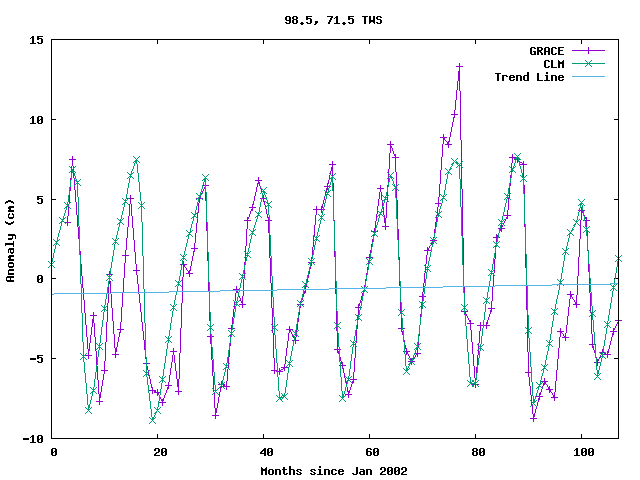 98.5, 71.5 TWS
15
10
5
0
-5
-10
Anomaly (cm)
GRACE
CLM
Trend Line
0 20 40 60 80 100
Months since Jan 2002